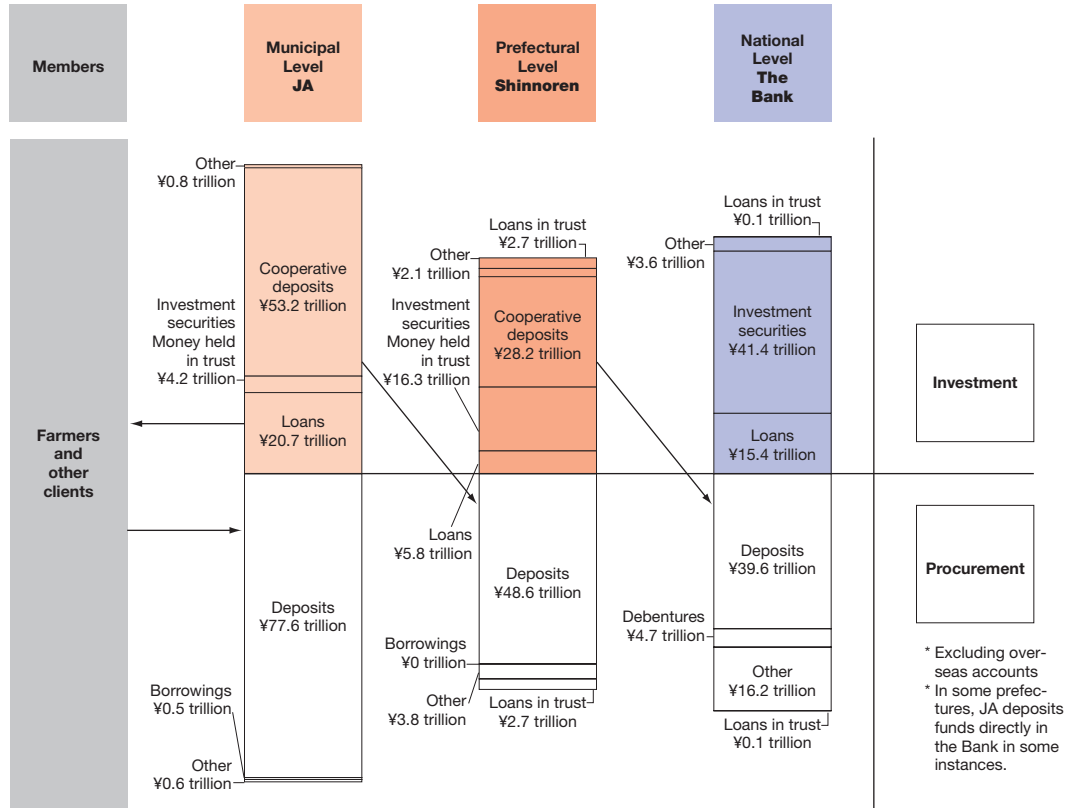 Members
Municipal
Level
JA
Prefectural
Level
Shinnoren
National
Level
The
Bank
Farmers
and
other
clients
Other
¥0.8 trillion
Cooperative
deposits
¥53.2 trillion
Investment
securities
Money held
in trust
¥4.2 trillion
Loans
¥20.7 trillion
Deposits
¥77.6 trillion
Borrowings
¥0.5 trillion
Other
¥0.6 trillion
Loans in trust
¥2.7 trillion
Other
¥2.1 trillion
Cooperative
deposits
¥28.2 trillion
Investment
securities
Money held
in trust
¥16.3 trillion
Loans
¥5.8 trillion
Deposits
¥48.6 trillion
Borrowings
¥0 trillion
Other
¥3.8 trillion
Loans in trust
¥2.7 trillion
Loans in trust
¥0.1 trillion
Other
¥3.6 trillion
Investment
securities
¥41.4 trillion
Loans
¥15.4 trillion
Deposits
¥39.6 trillion
Debentures
¥4.7 trillion
Other
¥16.2 trillion
Loans in trust
¥0.1 trillion
Investment
Procurement
* Excluding over-
seas accounts
* In some prefec-
tures, JA deposits
funds directly in
the Bank in some
instances.